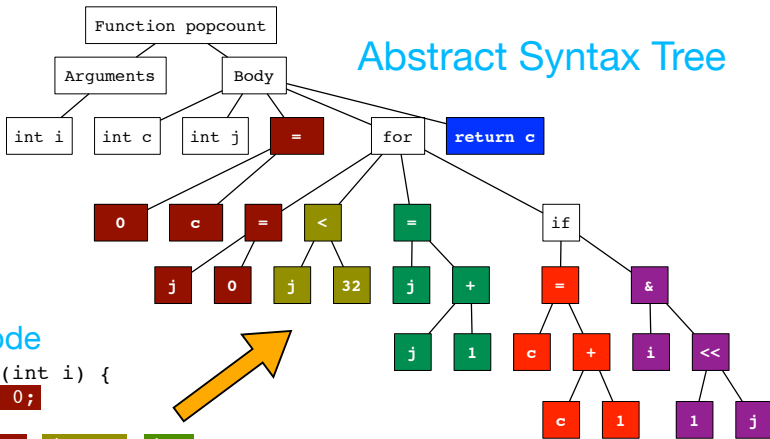 Function popcount
Abstract Syntax Tree
Arguments
Body
int i
int c
int j
=
for
return c
0
c
=
<
=
if
j
0
j
32
j
+
=
&
j
1
c
+
i
<<
c
1
1
j
(int i) {
0;